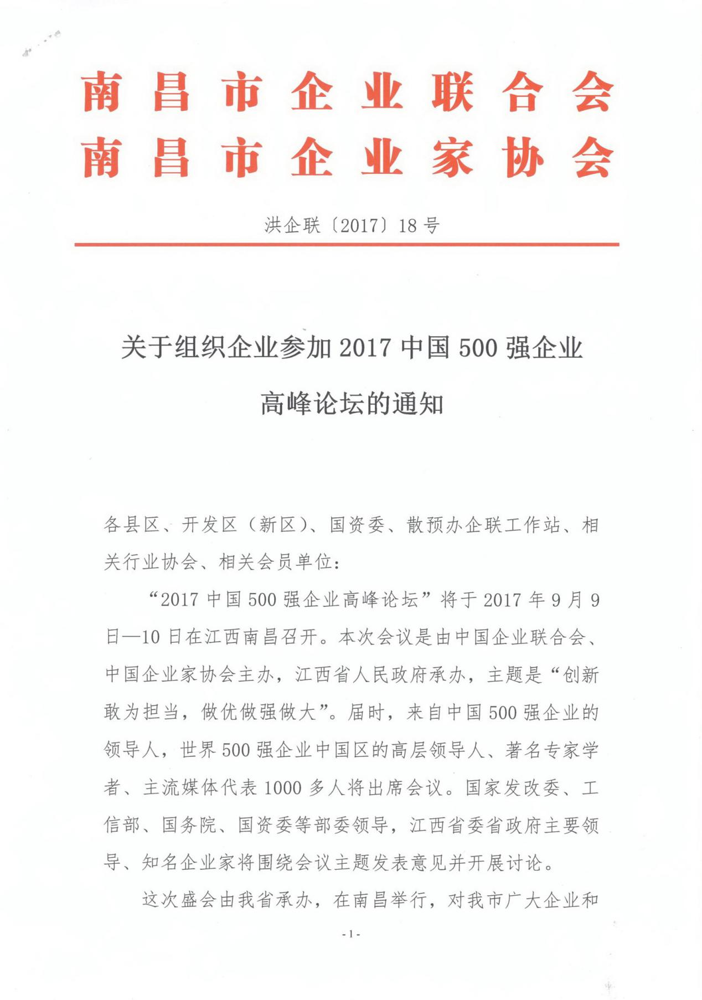 南昌市企业联合会
南昌市企业家协会
洪企联〔2017〕18号
关于组织企业参加2017中国500强企业
高峰论坛的通知
各县区、开发区（新区）、国资委、散预办企联工作站、相
关行业协会、相关会员单位：
“2017中国500强企业高峰论坛”将于2017年9月9
日—10日在江西南昌召开。本次会议是由中国企业联合会、
中国企业家协会主办，江西省人民政府承办，主题是“创新
敢为担当，做优做强做大”。届时，来自中国500强企业的
领导人，世界500强企业中国区的高层领导人、著名专家学
者、主流媒体代表1000多人将出席会议。国家发改委、工
信部、国务院、国资委等部委领导，江西省委省政府主要领
导、知名企业家将围绕会议主题发表意见并开展讨论。
这次盛会由我省承办，在南昌举行，对我市广大企业和
- 1 -